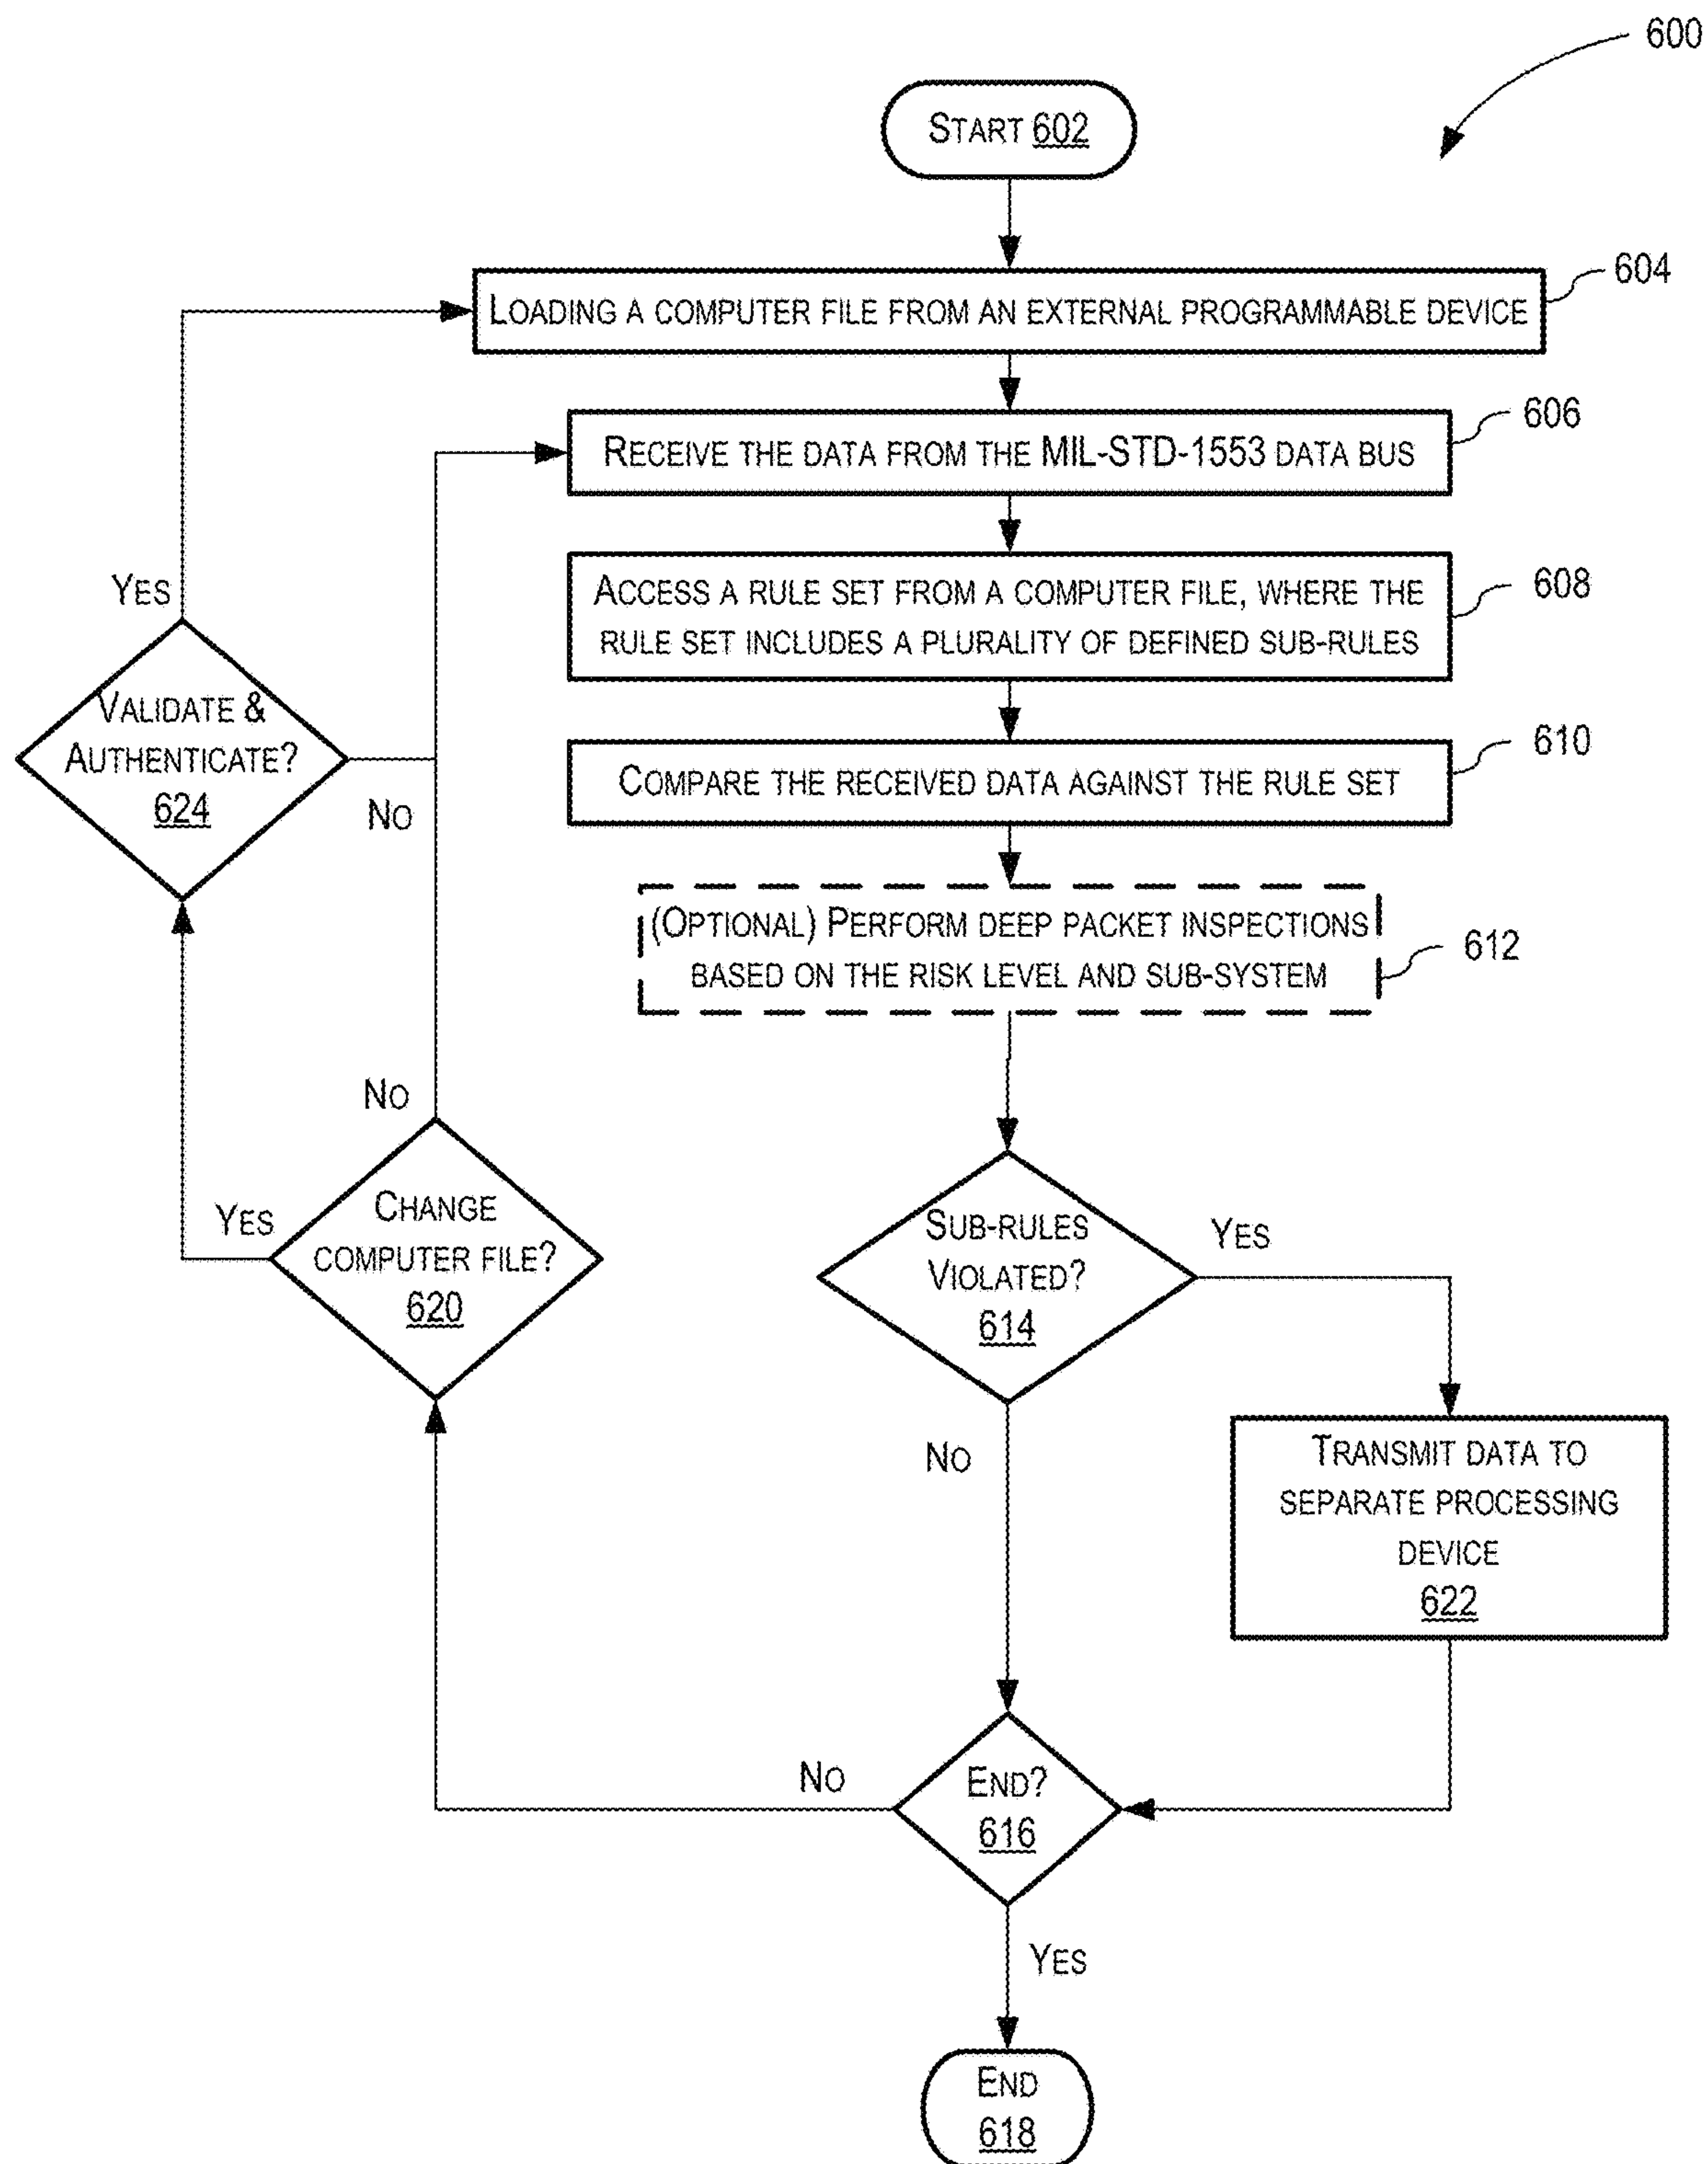 600
START 602
LOADING A COMPUTER FILE FROM AN EXTERNAL PROGRAMMABLE DEVICE
604
606
RECEIVE THE DATA FROM THE MIL-STD-1553 DATA BUS
ACCESS A RULE SET FROM A COMPUTER FILE, WHERE THE
RULE SET INCLUDES A PLURALITY OF DEFINED SUB-RULES
608
YES
VALIDATE &
AUTHENTICATE?
624
NO
COMPARE THE RECEIVED DATA AGAINST THE RULE SET
610
(OPTIONAL) PERFORM DEEP PACKET INSPECTIONS
BASED ON THE RISK LEVEL AND SUB-SYSTEM
612
NO
YES
CHANGE
COMPUTER FILE?
620
SUB-RULES
VIOLATED?
614
YES
NO
TRANSMIT DATA TO
SEPARATE PROCESSING
DEVICE
622
NO
END?
616
YES
END
618